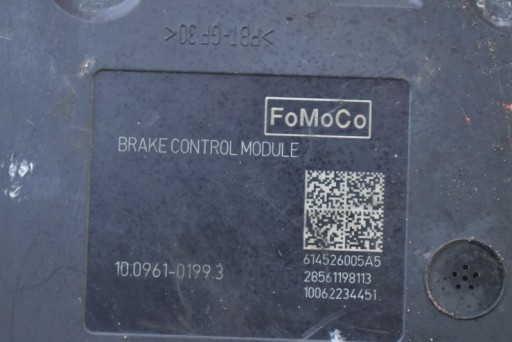 >PBT-GF30<
FoMoCo
BRAKE CONTROL MODULE
614526005A5
28561198113
10062234451
10.0961-0199.3